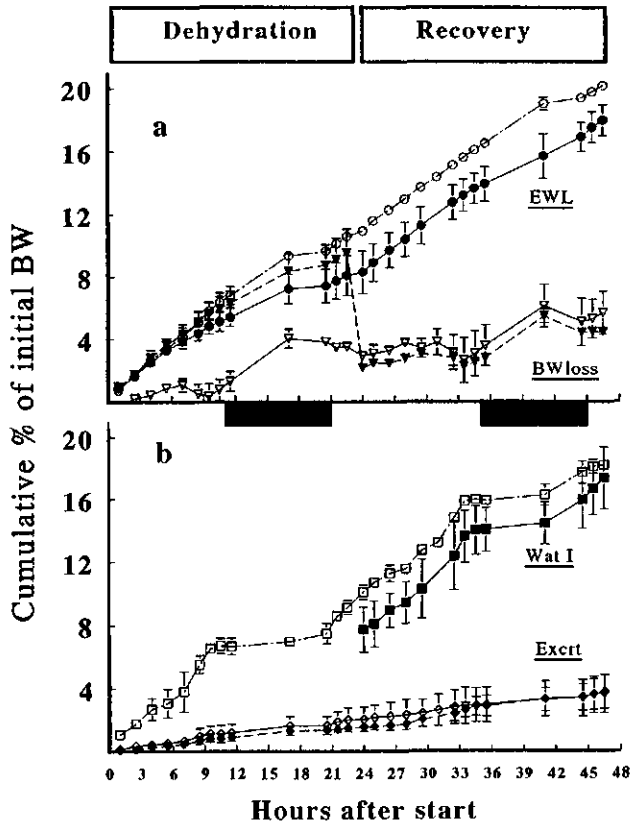 Dehydration Recovery
a
20
16
12
8
4
EWL
BWloss
Cumulative % of initial BW
b
20
16
12
8
4
Wat I
Excrt
0 3 6 9 12 15 18 21 24 27 30 33 36 39 42 45 48
Hours after start